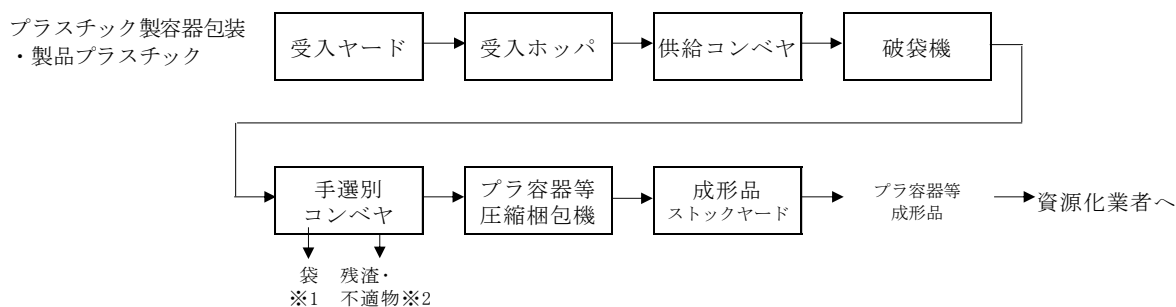 プラスチック製容器包装
・製品プラスチック
受入ヤード
受入ホッパ
供給コンベヤ
破袋機
手選別
コンベヤ
プラ容器等
圧縮梱包機
成形品
ストックヤード
プラ容器等
成形品
資源化業者へ
袋
※1
残渣・
不適物※2